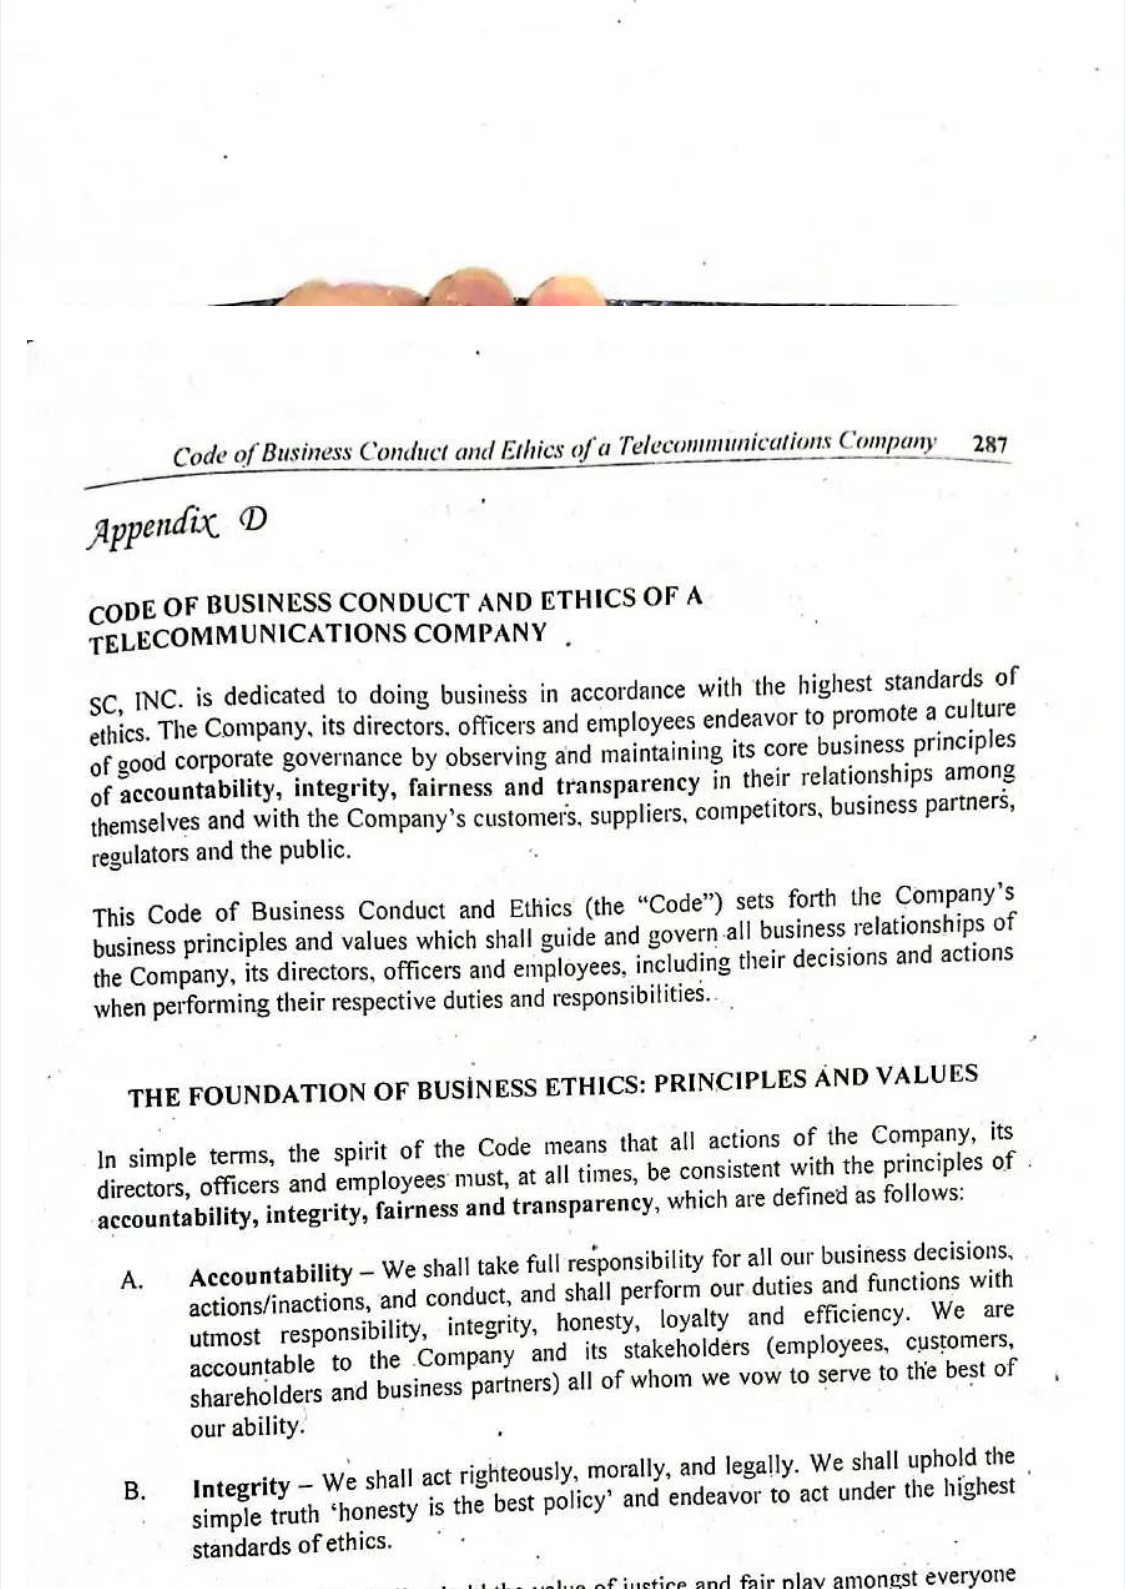 Code of Business Conduct and Ethics of a Telecommunications Company 287
Appendix D
CODE OF BUSINESS CONDUCT AND ETHICS OF A
TELECOMMUNICATIONS COMPANY
SC, INC. is dedicated to doing business in accordance with the highest standards of
ethics. The Company, its directors, officers and employees endeavor to promote a culture
of good corporate governance by observing and maintaining its core business principles
of accountability, integrity, fairness and transparency in their relationships among
themselves and with the Company's customers, suppliers, competitors, business partners,
regulators and the public.
This Code of Business Conduct and Ethics (the “Code”) sets forth the Company's
business principles and values which shall guide and govern all business relationships of
the Company, its directors, officers and employees, including their decisions and actions
when performing their respective duties and responsibilities.
THE FOUNDATION OF BUSINESS ETHICS: PRINCIPLES AND VALUES
In simple terms, the spirit of the Code means that all actions of the Company, its
directors, officers and employees must, at all times, be consistent with the principles of
accountability, integrity, fairness and transparency, which are defined as follows:
A. Accountability – We shall take full responsibility for all our business decisions,
actions/inactions, and conduct, and shall perform our duties and functions with
utmost responsibility, integrity, honesty, loyalty and efficiency. We are
accountable to the Company and its stakeholders (employees, customers,
shareholders and business partners) all of whom we vow to serve to the best of
our ability.
B. Integrity – We shall act righteously, morally, and legally. We shall uphold the
simple truth ‘honesty is the best policy’ and endeavor to act under the highest
standards of ethics.
of justice and fair play amongst everyone